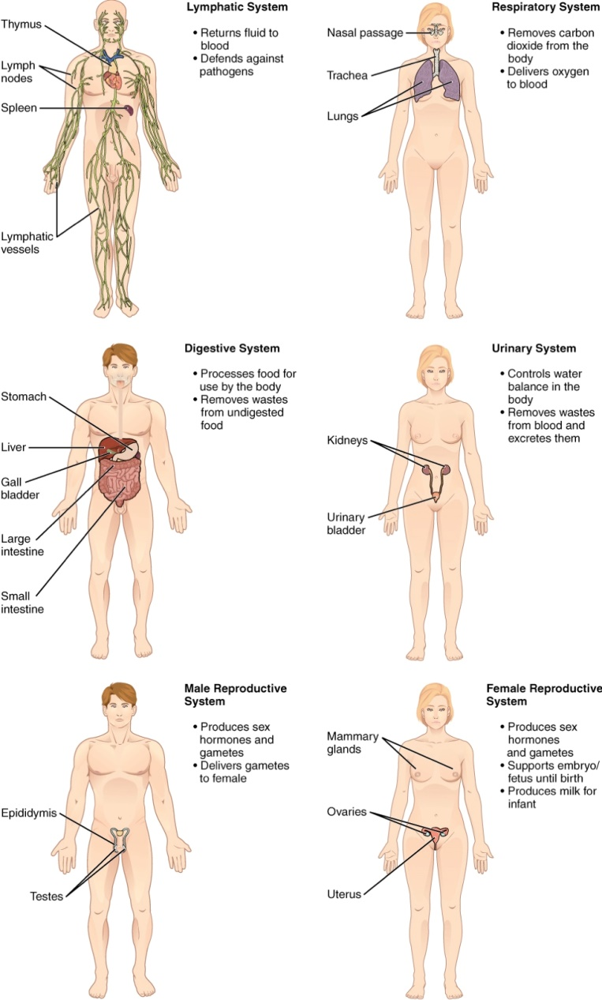 Lymphatic System
• Returns fluid to
blood
• Defends against
pathogens
Thymus
Lymph
nodes
Spleen
Lymphatic
vessels
Respiratory System
• Removes carbon
dioxide from the
body
• Delivers oxygen
to blood
Nasal passage
Trachea
Lungs
Digestive System
• Processes food for
use by the body
• Removes wastes
from undigested
food
Stomach
Liver
Gall
bladder
Large
intestine
Small
intestine
Urinary System
• Controls water
balance in the
body
• Removes wastes
from blood and
excretes them
Kidneys
Urinary
bladder
Male Reproductive
System
• Produces sex
hormones and
gametes
• Delivers gametes
to female
Epididymis
Testes
Female Reproductive
System
• Produces sex
hormones
and gametes
• Supports embryo/
fetus until birth
• Produces milk for
infant
Mammary
glands
Ovaries
Uterus